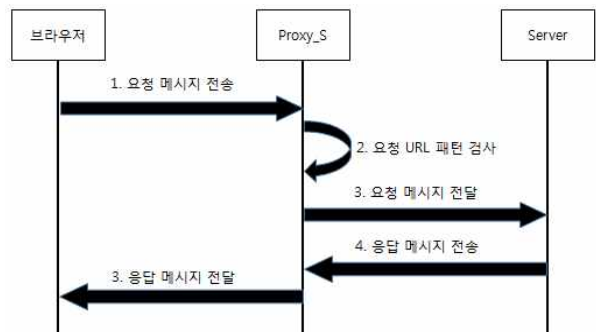 브라우저
Proxy_S
Server
1. 요청 메시지 전송
2. 요청 URL 패턴 검사
3. 요청 메시지 전달
4. 응답 메시지 전송
3. 응답 메시지 전달